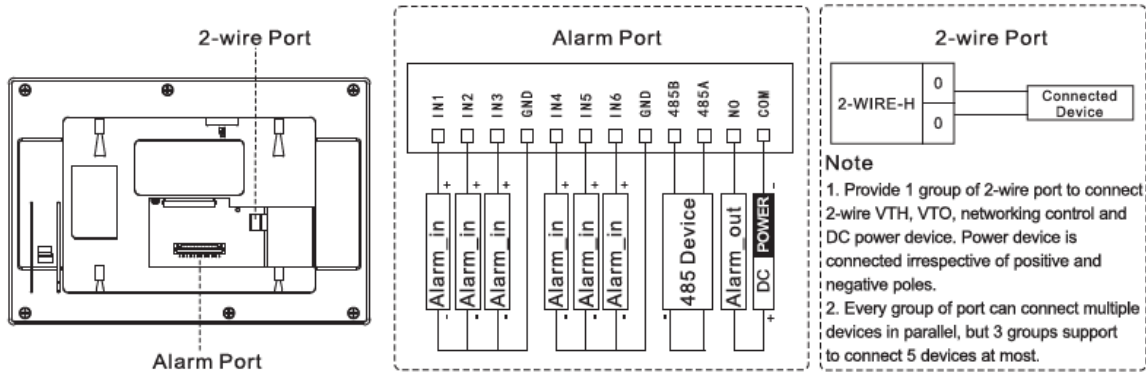 2-wire Port
Alarm Port
Alarm Port
IN1
IN2
IN3
GND
IN4
IN5
IN6
GND
485B
485A
NO
COM
+
+
+
+
+
+
-
Alarm_in
Alarm_in
Alarm_in
Alarm_in
Alarm_in
Alarm_in
485 Device
Alarm_out
DC POWER
-
-
-
-
-
-
-
+
2-wire Port
2-WIRE-H
0
0
Connected
Device
Note
1. Provide 1 group of 2-wire port to connect
2-wire VTH, VTO, networking control and
DC power device. Power device is
connected irrespective of positive and
negative poles.
2. Every group of port can connect multiple
devices in parallel, but 3 groups support
to connect 5 devices at most.